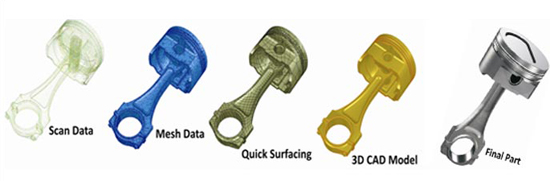 Scan Data
Mesh Data
Quick Surfacing
3D CAD Model
Final Part